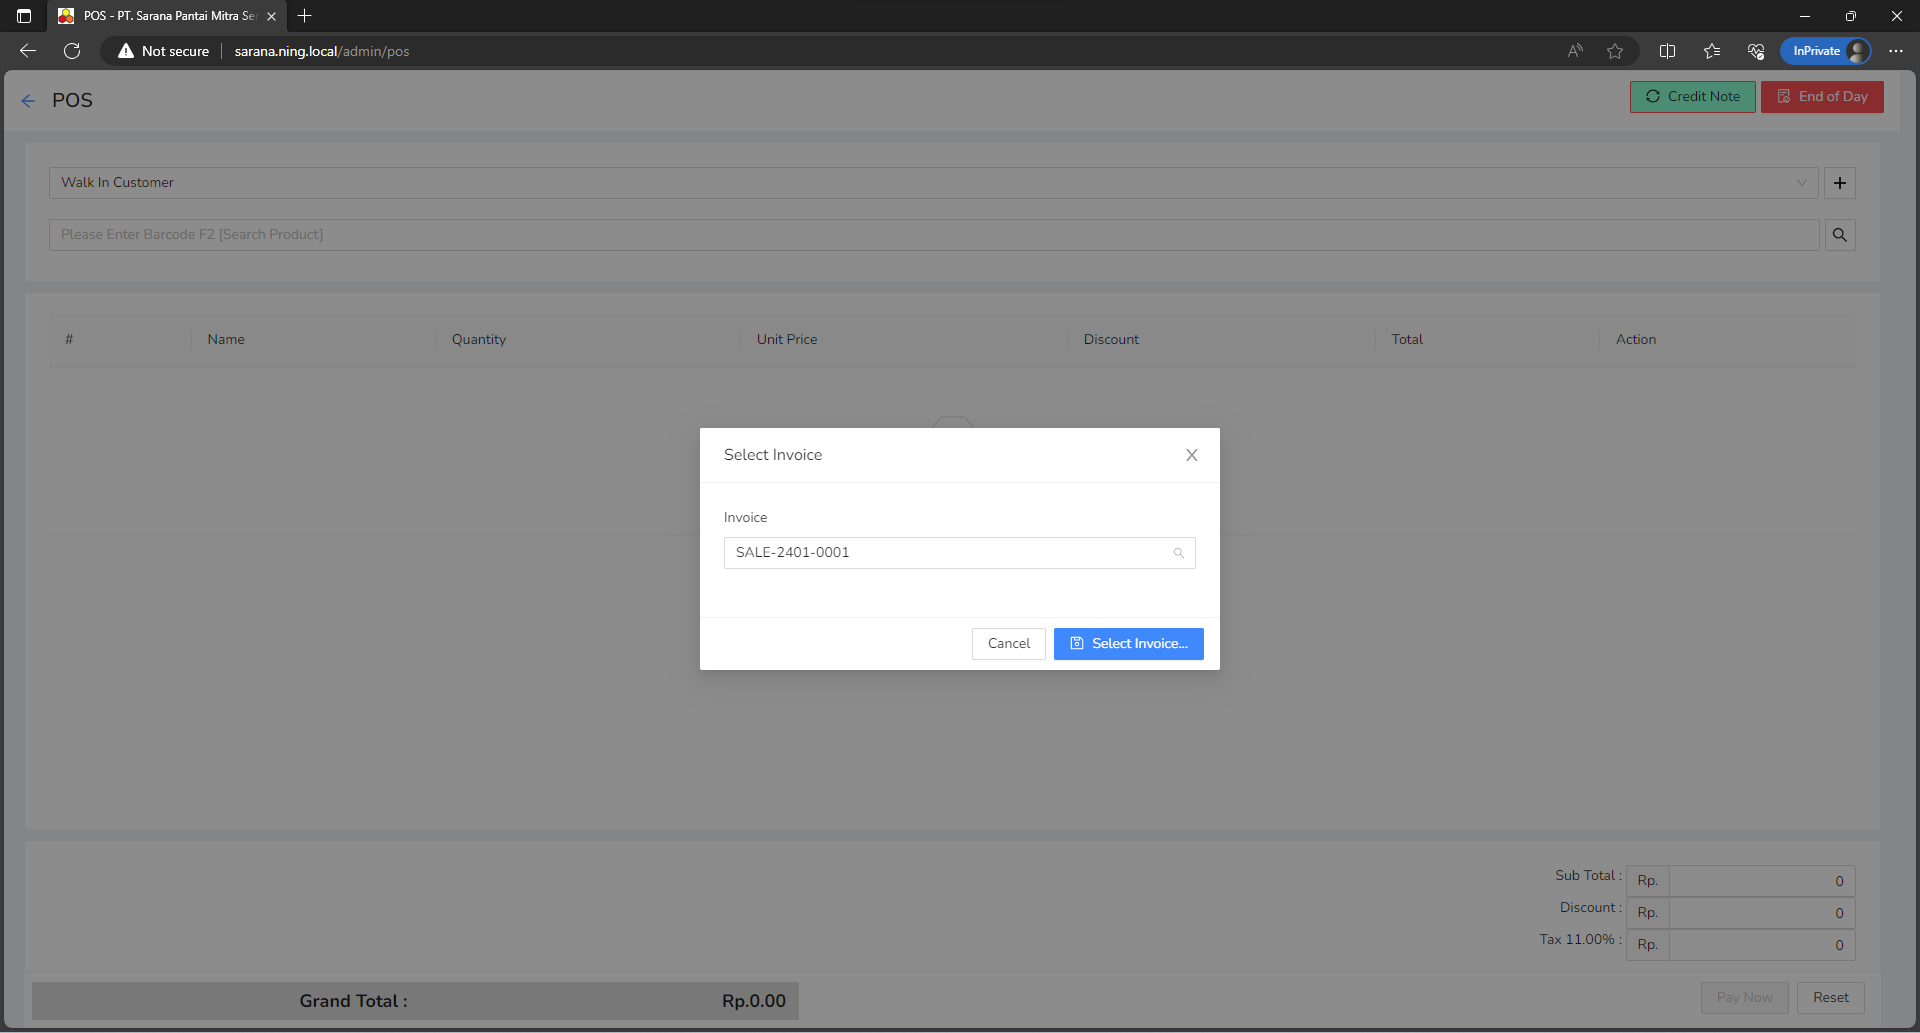 POS - PT. Sarana Pantai Mitra Se
Not secure
sarana.ning.local/admin/pos
InPrivate
POS
Credit Note
End of Day
Walk In Customer
Please Enter Barcode F2 [Search Product]
# Name Quantity Unit Price Discount Total Action
Select Invoice
Invoice
SALE-2401-0001
Cancel
Select Invoice...
Sub Total : Rp. 0
Discount : Rp. 0
Tax 11.00% : Rp. 0
Grand Total : Rp.0.00
Pay Now
Reset